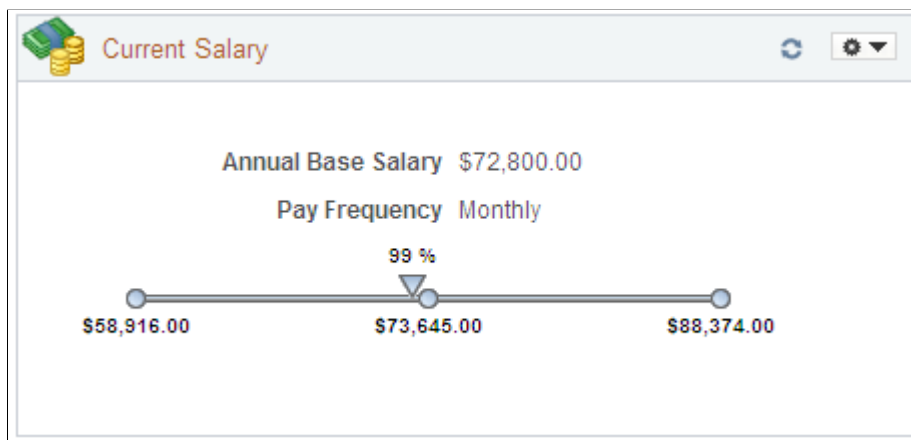 Current Salary
Annual Base Salary $72,800.00
Pay Frequency Monthly
99 %
$58,916.00 $73,645.00 $88,374.00